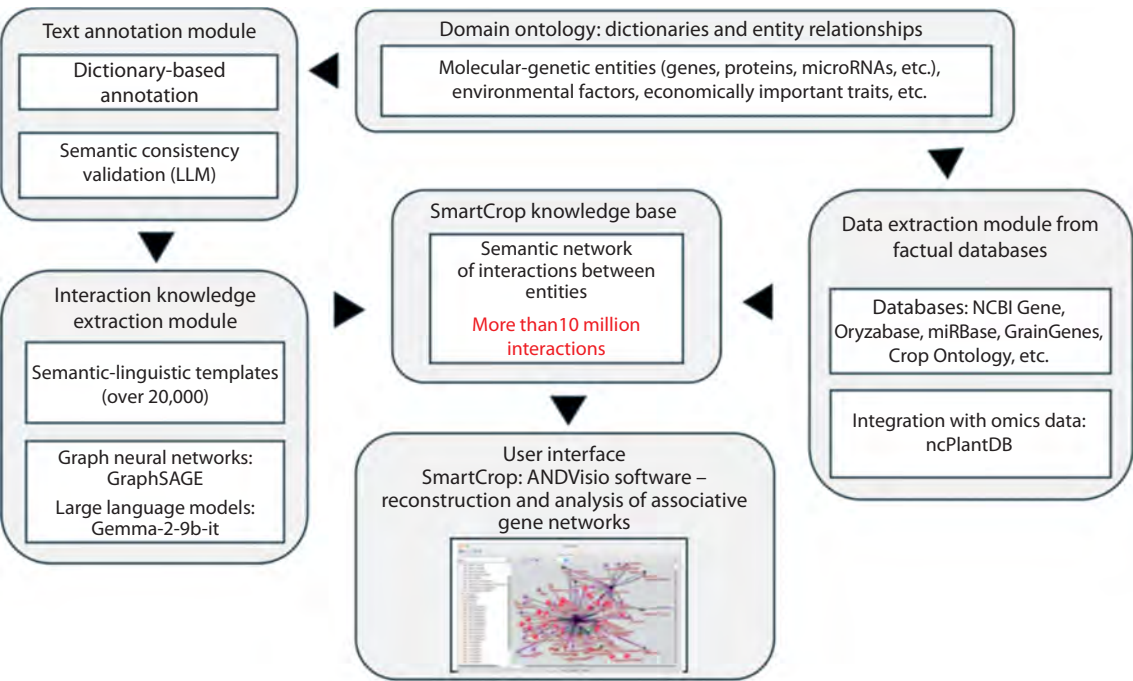 Text annotation module
Dictionary-based
annotation
Semantic consistency
validation (LLM)
Domain ontology: dictionaries and entity relationships
Molecular-genetic entities (genes, proteins, microRNAs, etc.),
environmental factors, economically important traits, etc.
SmartCrop knowledge base
Semantic network
of interactions between
entities
More than10 million
interactions
Data extraction module from
factual databases
Databases: NCBI Gene,
Oryzabase, miRBase, GrainGenes,
Crop Ontology, etc.
Integration with omics data:
ncPlantDB
Interaction knowledge
extraction module
Semantic-linguistic templates
(over 20,000)
Graph neural networks:
GraphSAGE
Large language models:
Gemma-2-9b-it
User interface
SmartCrop: ANDVisio software –
reconstruction and analysis of associative
gene networks